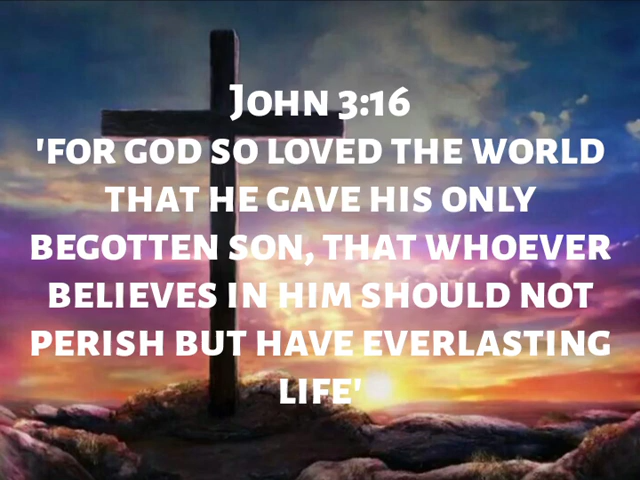 John 3:16
'FOR GOD SO LOVED THE WORLD
THAT HE GAVE HIS ONLY
BEGOTTEN SON, THAT WHOEVER
BELIEVES IN HIM SHOULD NOT
PERISH BUT HAVE EVERLASTING
LIFE'